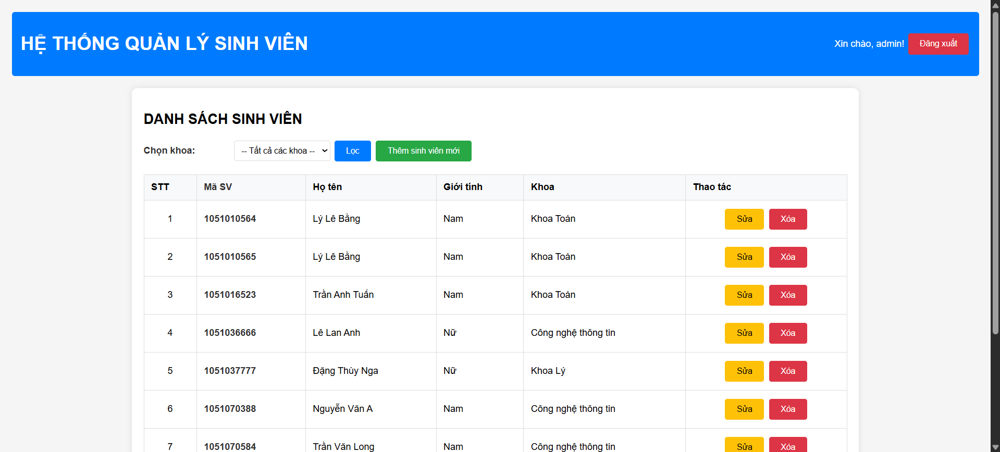 HỆ THỐNG QUẢN LÝ SINH VIÊN
Xin chào, admin! Đăng xuất
DANH SÁCH SINH VIÊN
Chọn khoa: -- Tất cả các khoa -- Lọc Thêm sinh viên mới
STT Mã SV Họ tên Giới tính Khoa Thao tác
1 1051010564 Lý Lê Bằng Nam Khoa Toán Sửa Xóa
2 1051010565 Lý Lê Bằng Nam Khoa Toán Sửa Xóa
3 1051016523 Trần Anh Tuấn Nam Khoa Toán Sửa Xóa
4 1051036666 Lê Lan Anh Nữ Công nghệ thông tin Sửa Xóa
5 1051037777 Đặng Thùy Nga Nữ Khoa Lý Sửa Xóa
6 1051070388 Nguyễn Văn A Nam Công nghệ thông tin Sửa Xóa
7 1051070584 Trần Văn Long Nam Công nghệ thông tin Sửa Xóa